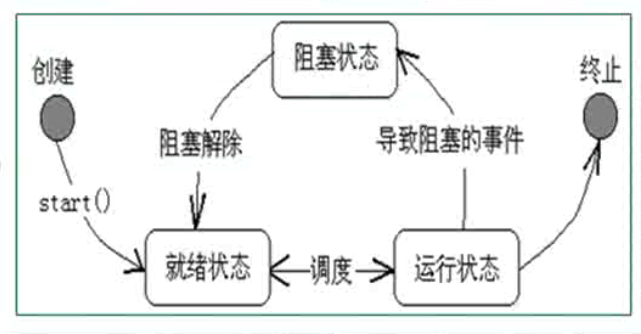 阻塞状态
创建
终止
阻塞解除
导致阻塞的事件
start()
就绪状态
调度
运行状态